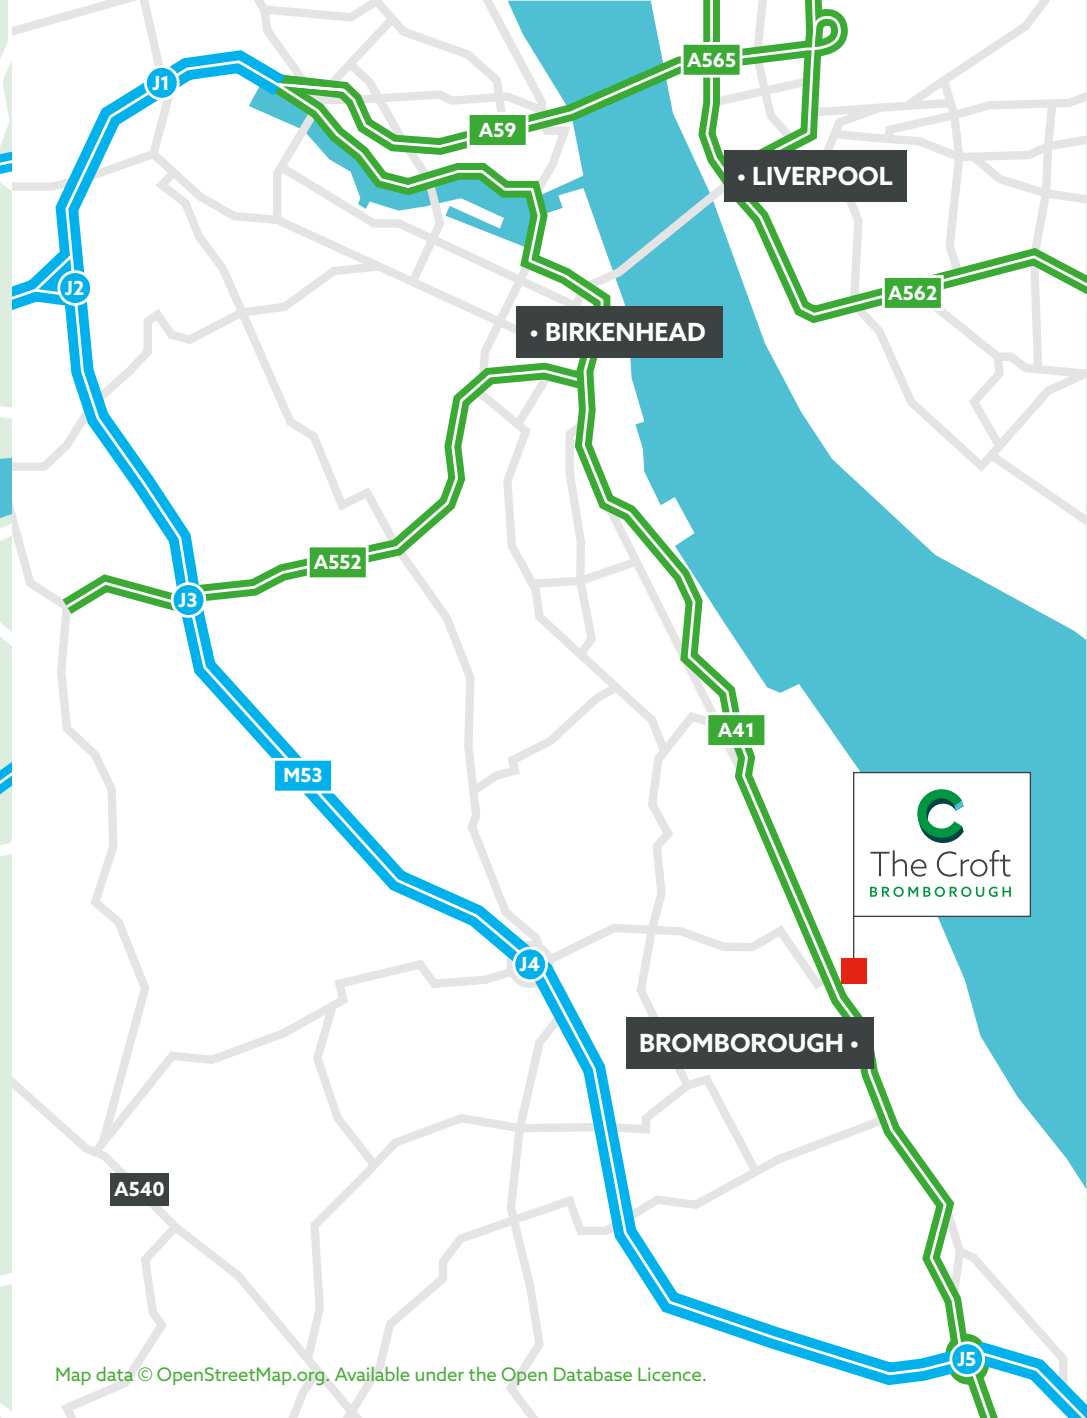 A565
J1
A59
• LIVERPOOL
J2
A562
• BIRKENHEAD
A552
J3
A41
M53
The Croft
BROMBOROUGH
J4
BROMBOROUGH •
A540
J5
Map data © OpenStreetMap.org. Available under the Open Database Licence.